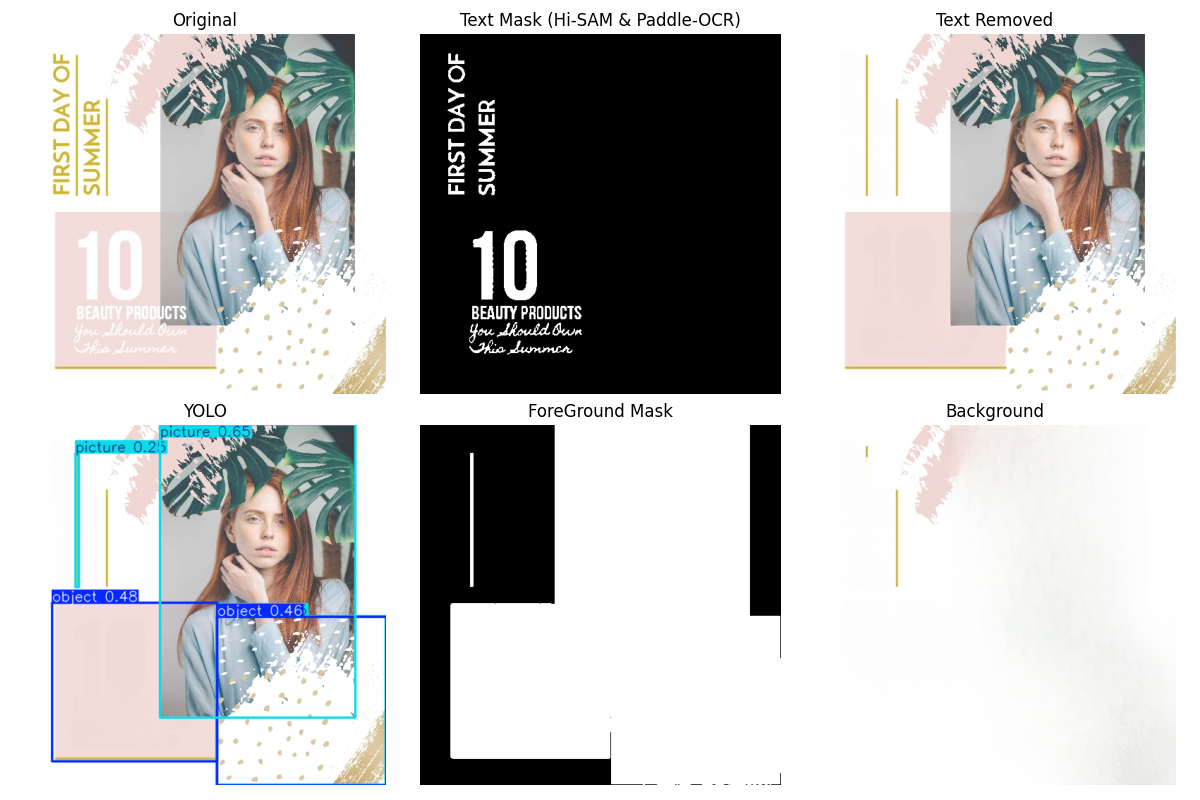 Original
Text Mask (Hi-SAM & Paddle-OCR)
Text Removed
FIRST DAY OF
SUMMER
10
BEAUTY PRODUCTS
You Should Own
This Summer
FIRST DAY OF
SUMMER
10
BEAUTY PRODUCTS
You Should Own
This Summer
YOLO
ForeGround Mask
Background
picture 0.65
picture 0.25
object 0.48
object 0.46